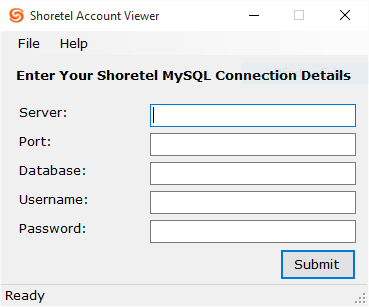 Shoretel Account Viewer
File Help
Enter Your Shoretel MySQL Connection Details
Server:
Port:
Database:
Username:
Password:
Submit
Ready